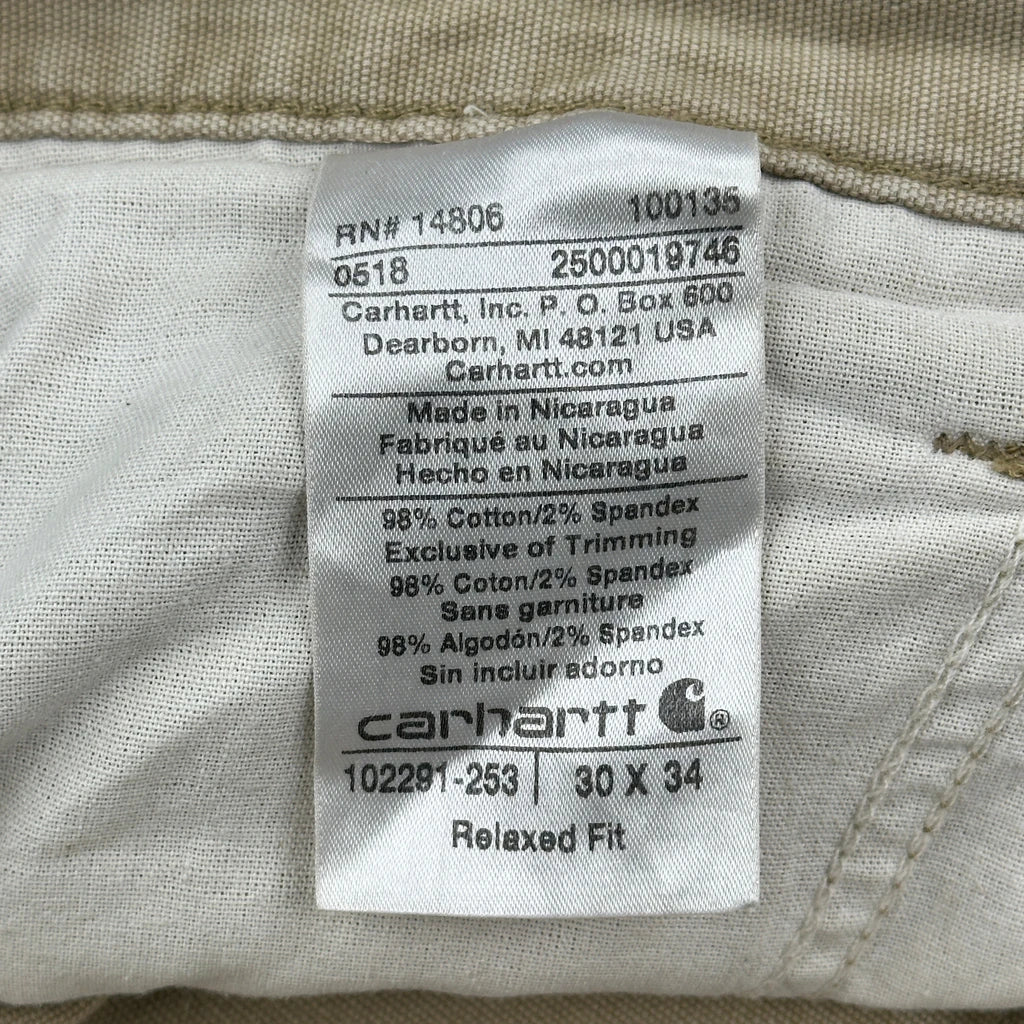 RN# 14806 100135
0518 2500019746
Carhartt, Inc. P. O. Box 600
Dearborn, MI 48121 USA
Carhartt.com
Made in Nicaragua
Fabriqué au Nicaragua
Hecho en Nicaragua
98% Cotton/2% Spandex
Exclusive of Trimming
98% Coton/2% Spandex
Sans garniture
98% Algodón/2% Spandex
Sin incluir adorno
carhartt ®
102291-253 | 30 X 34
Relaxed Fit